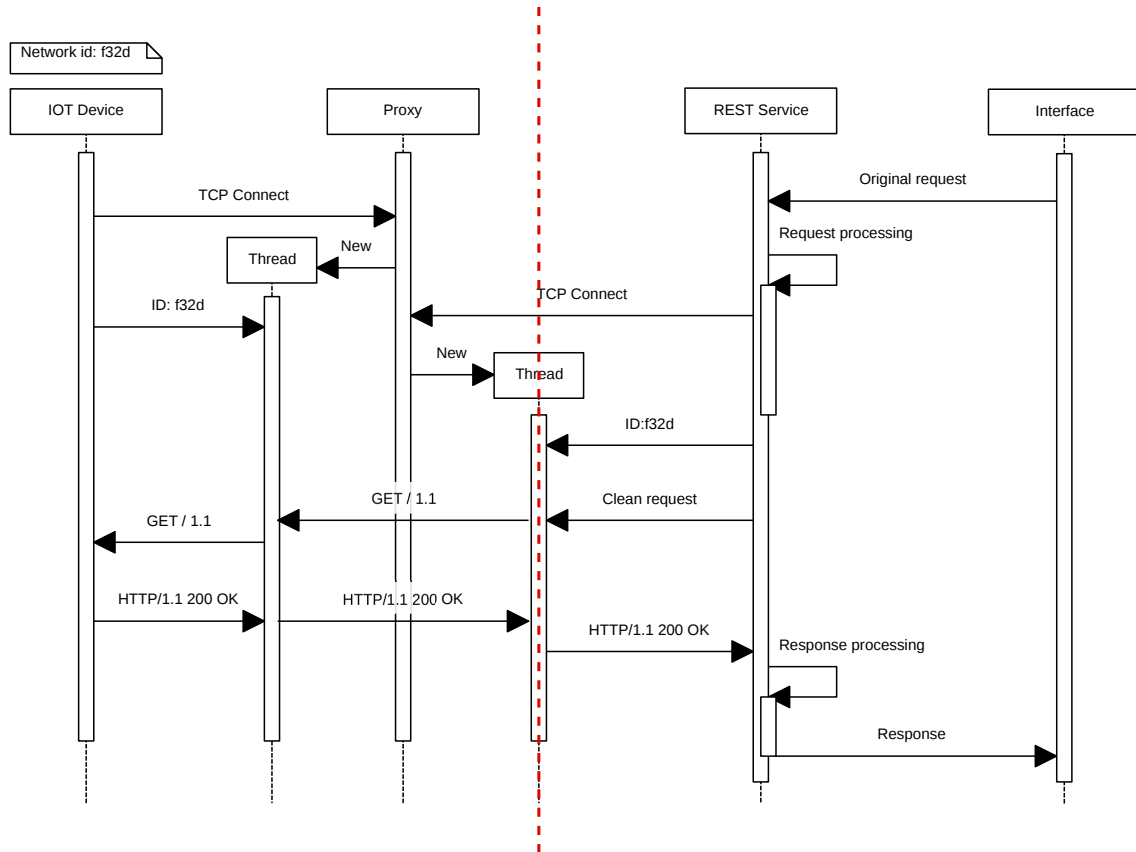 Network id: f32d
IOT Device
Proxy
REST Service
Interface
Original request
TCP Connect
Request processing
New
Thread
TCP Connect
ID: f32d
New
Thread
ID:f32d
GET / 1.1
Clean request
GET / 1.1
HTTP/1.1 200 OK
HTTP/1.1 200 OK
HTTP/1.1 200 OK
Response processing
Response